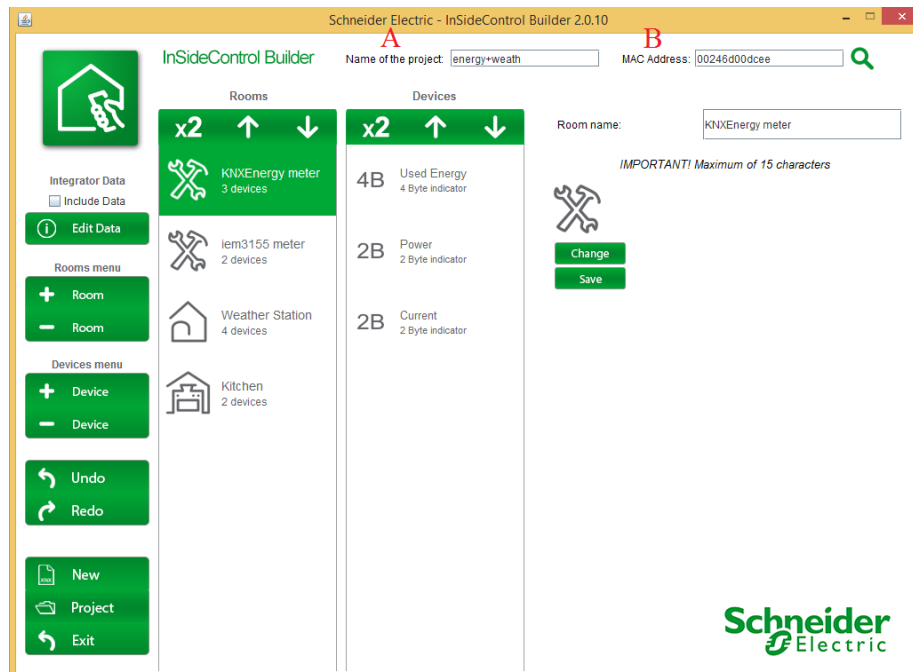 Schneider Electric - InSideControl Builder 2.0.10
A
B
InSideControl Builder
Name of the project: energy+weath
MAC Address: 00246d00dcee
Rooms
Devices
x2
x2
Room name: KNXEnergy meter
IMPORTANT! Maximum of 15 characters
Integrator Data
Include Data
Edit Data
Rooms menu
Room
Room
Devices menu
Device
Device
Undo
Redo
KNX
New
Project
Exit
KNXEnergy meter
3 devices
iem3155 meter
2 devices
Weather Station
4 devices
Kitchen
2 devices
4B
Used Energy
4 Byte indicator
2B
Power
2 Byte indicator
2B
Current
2 Byte indicator
Change
Save
Schneider
Electric